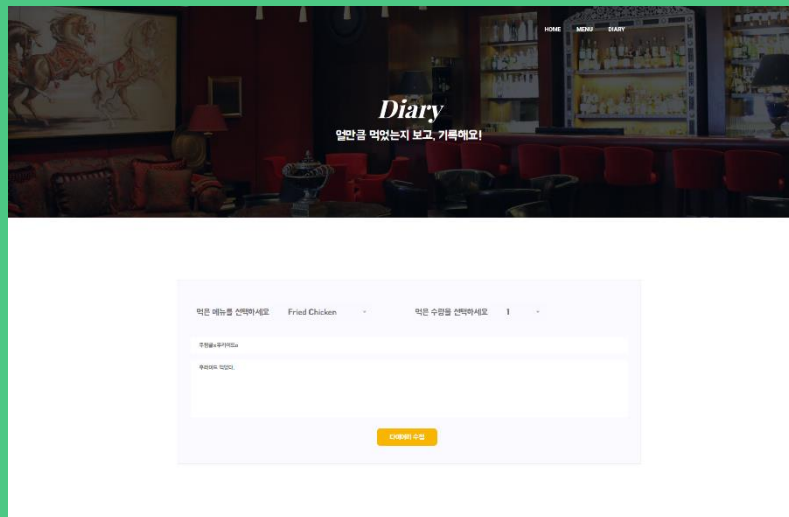 HOME MENU DIARY
Diary
얼만큼 먹었는지 보고, 기록해요!
먹은 메뉴를 선택하세요 Fried Chicken 먹은 수량을 선택하세요 1
후라이드 먹었다.
다이어리 수정